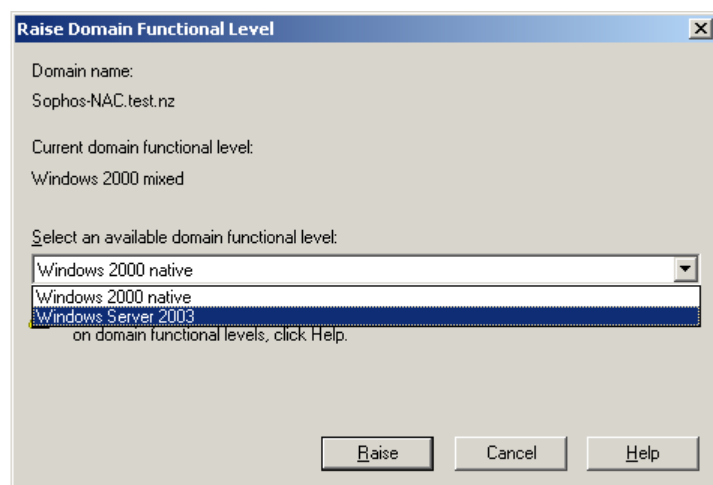 Raise Domain Functional Level
Domain name:
Sophos-NAC.test.nz
Current domain functional level:
Windows 2000 mixed
Select an available domain functional level:
Windows 2000 native
Windows 2000 native
Windows Server 2003
on domain functional levels, click Help.
Raise
Cancel
Help